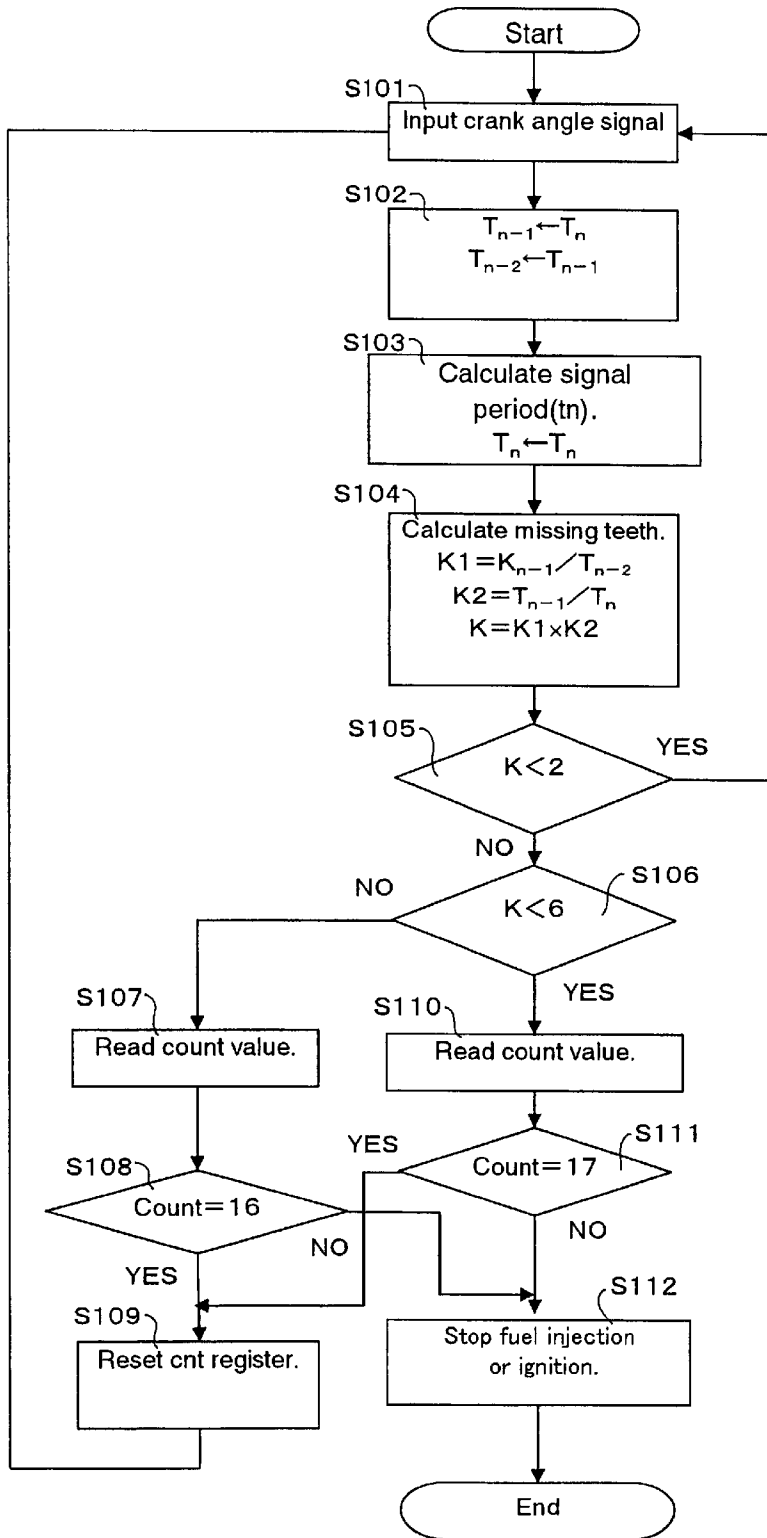 Start
S101
Input crank angle signal
S102
Tn-1←Tn
Tn-2←Tn-1
S103
Calculate signal
period(tn).
Tn←Tn
S104
Calculate missing teeth.
K1=Kn-1/Tn-2
K2=Tn-1/Tn
K=K1×K2
S105
K<2
YES
NO
S106
K<6
NO
YES
S107
Read count value.
S110
Read count value.
S108
Count=16
YES
NO
S111
Count=17
YES
NO
S109
Reset cnt register.
S112
Stop fuel injection
or ignition.
End